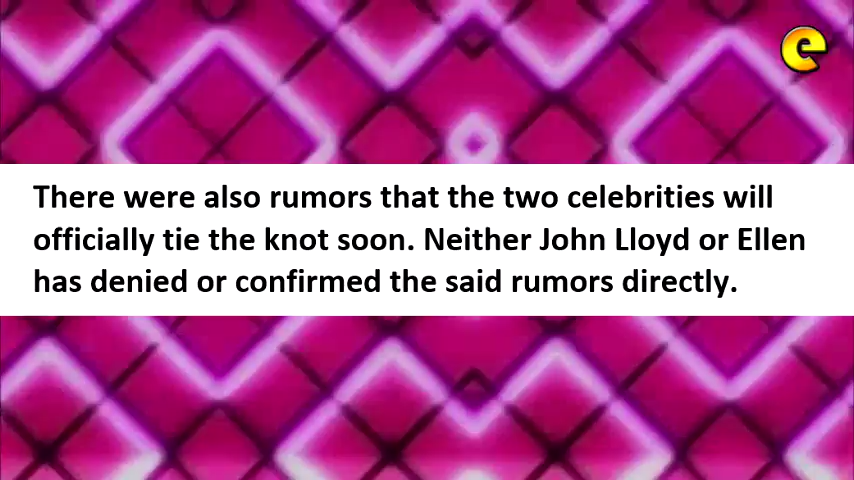 e
There were also rumors that the two celebrities will
officially tie the knot soon. Neither John Lloyd or Ellen
has denied or confirmed the said rumors directly.